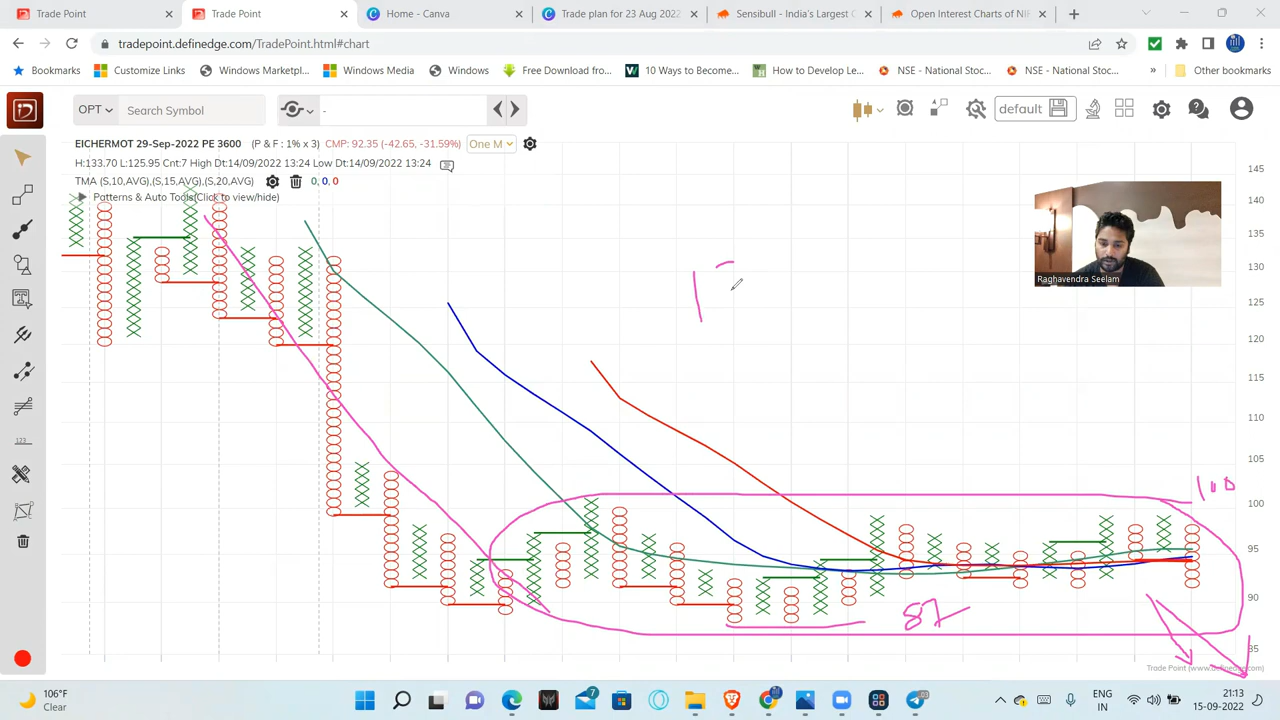 Trade Point
Trade Point
Home - Canva
Trade plan for 23 Aug 2022
Sensibull - India's Largest C
Open Interest Charts of NIF
tradepoint.definedge.com/TradePoint.html#chart
Bookmarks
Customize Links
Windows Marketpl...
Windows Media
Windows
Free Download from...
10 Ways to Become...
How to Develop Le...
NSE - National Stoc...
NSE - National Stoc...
Other bookmarks
OPT
Search Symbol
-
default
EICHERMOT 29-Sep-2022 PE 3600 (P & F : 1% x 3) CMP: 92.35 (-42.65, -31.59%) One M
H:133.70 L:125.95 Cnt:7 High Dt:14/09/2022 13:24 Low Dt:14/09/2022 13:24
TMA (S,10,AVG),(S,15,AVG),(S,20,AVG) 0, 0, 0
Patterns & Auto Tools(Click to view/hide)
145
140
135
130
125
120
115
110
105
100
95
90
85
Raghavendra Seelam
100
87
123
Trade Point (www.definedge.com)
106°F
Clear
7
ENG
IN
21:13
15-09-2022